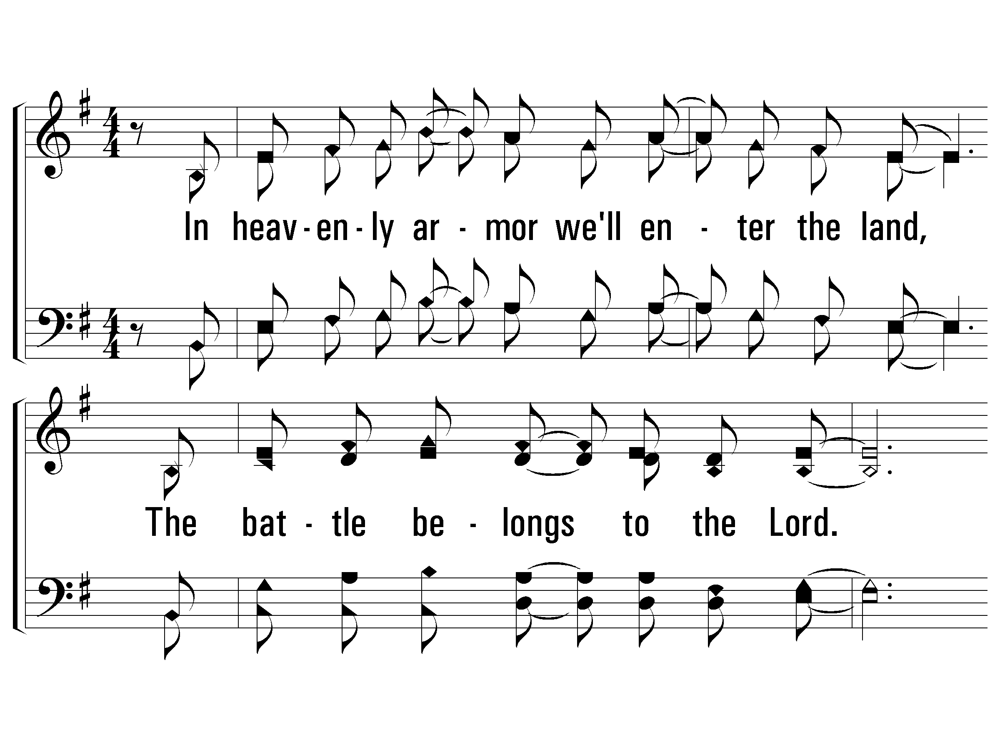 In heav-en-ly ar - mor we'll en - ter the land,
The bat - tle be - longs to the Lord.